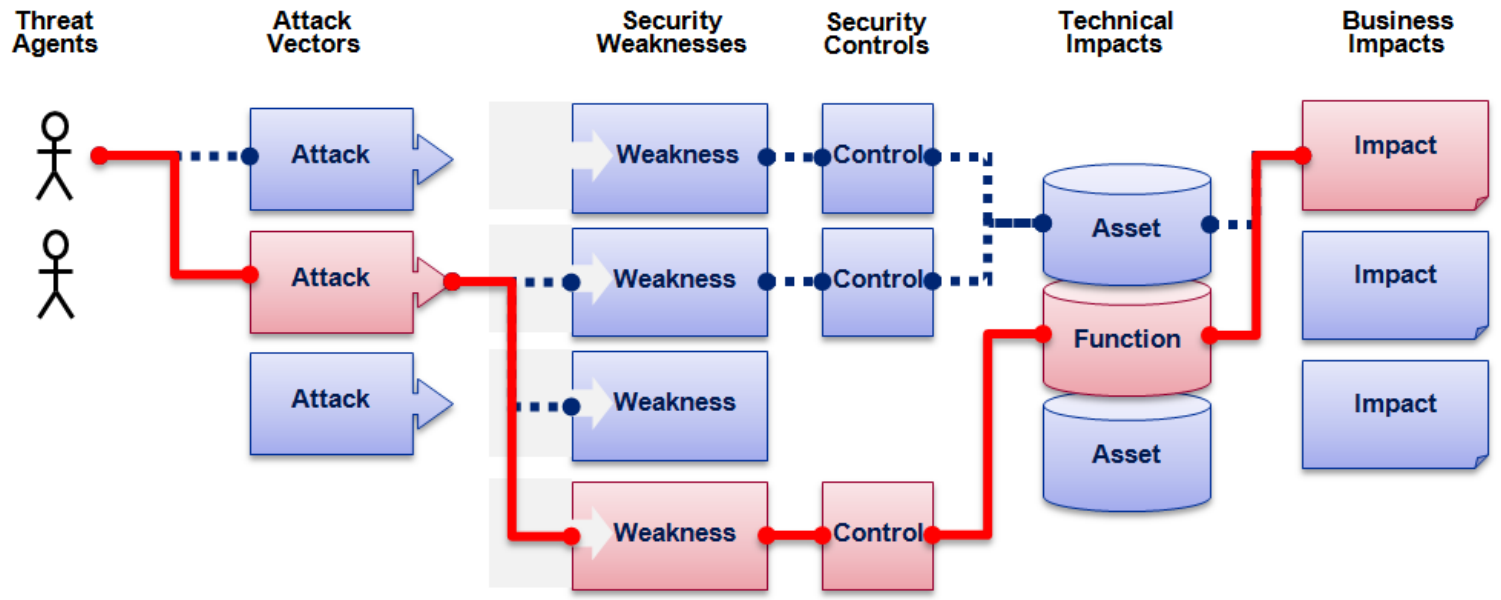 Threat
Agents
Attack
Vectors
Security
Weaknesses
Security
Controls
Technical
Impacts
Business
Impacts
Attack
Weakness
Control
Impact
Asset
Attack
Weakness
Control
Impact
Function
Attack
Weakness
Impact
Asset
Weakness
Control